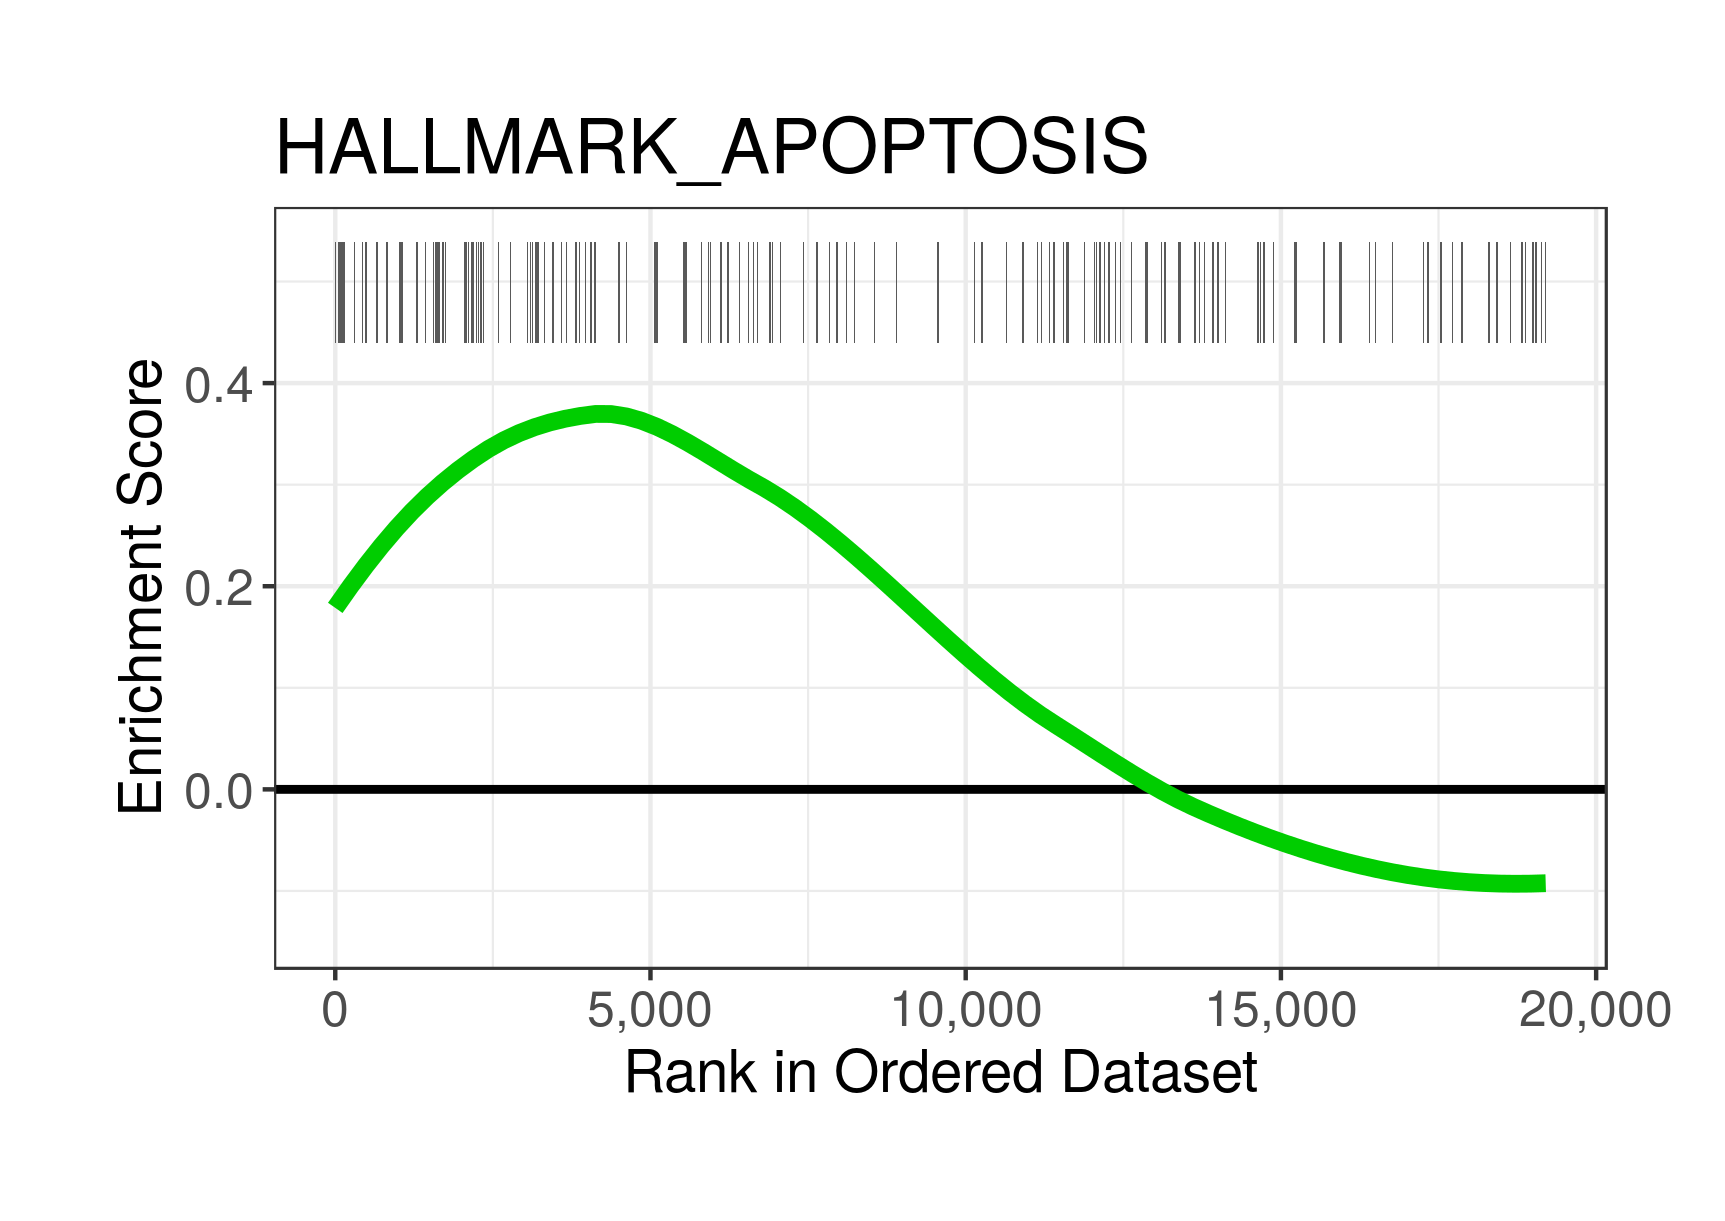 HALLMARK_APOPTOSIS
Enrichment Score
0.4
0.2
0.0
0 5,000 10,000 15,000 20,000
Rank in Ordered Dataset